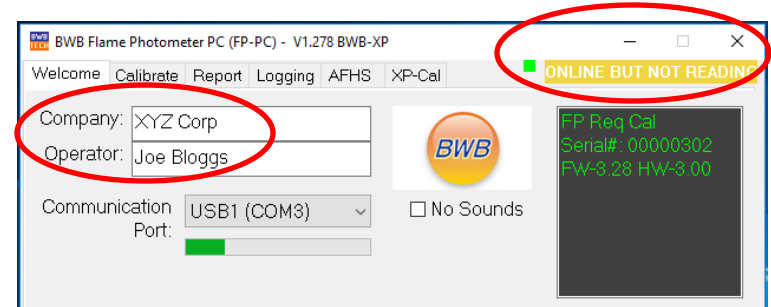 BWB TECH BWB Flame Photometer PC (FP-PC) - V1.278 BWB-XP
Welcome Calibrate Report Logging AFHS XP-Cal ONLINE BUT NOT READING
Company: XYZ Corp
Operator: Joe Bloggs
BWB
FP Req Cal
Serial#: 00000302
FW-3.28 HW-3.00
Communication Port: USB1 (COM3)
No Sounds